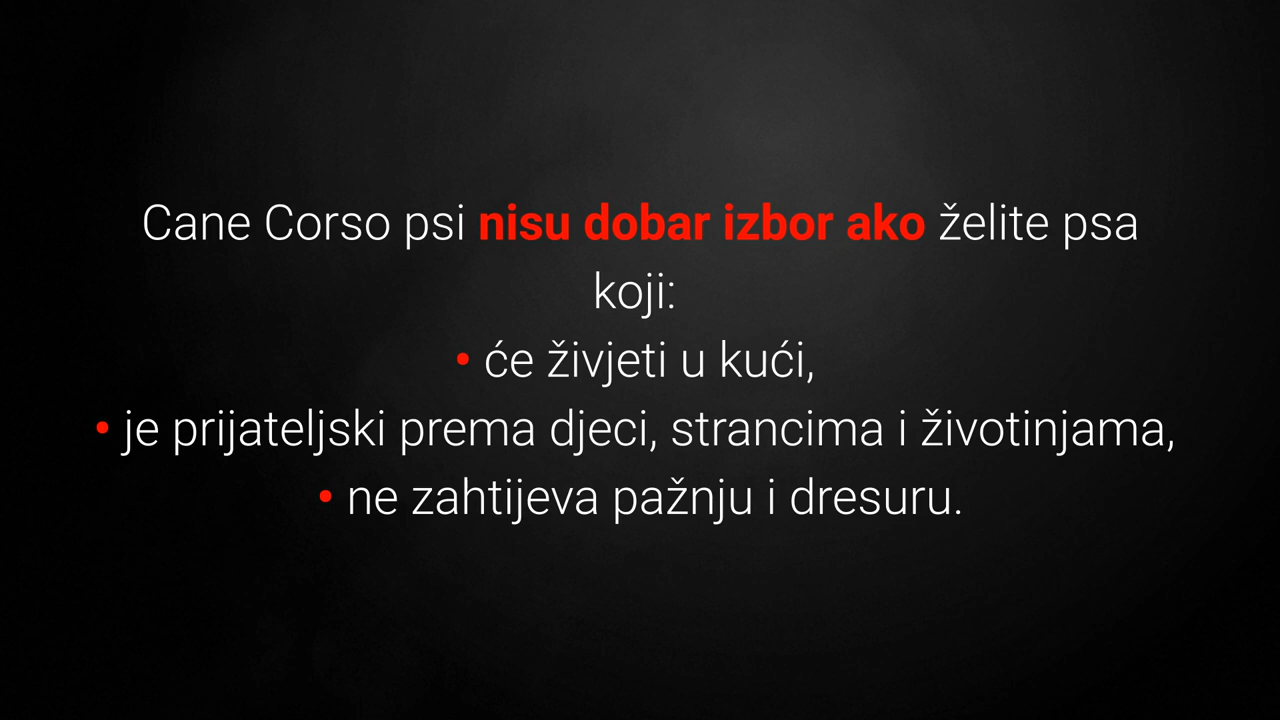 Cane Corso psi nisu dobar izbor ako želite psa
koji:
• će živjeti u kući,
• je prijateljski prema djeci, strancima i životinjama,
• ne zahtijeva pažnju i dresuru.